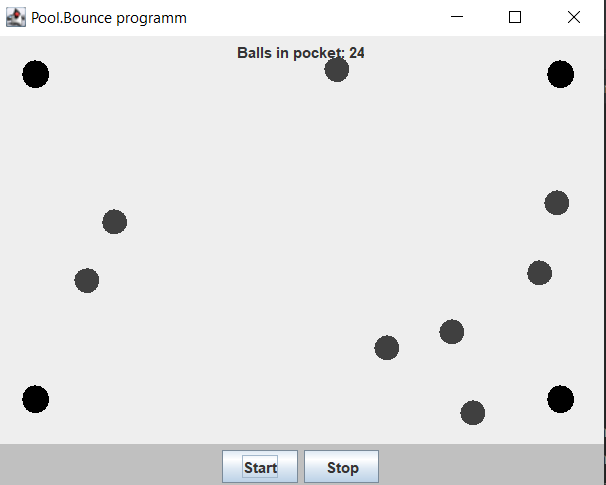 Pool.Bounce programm
Balls in pocket: 24
Start
Stop